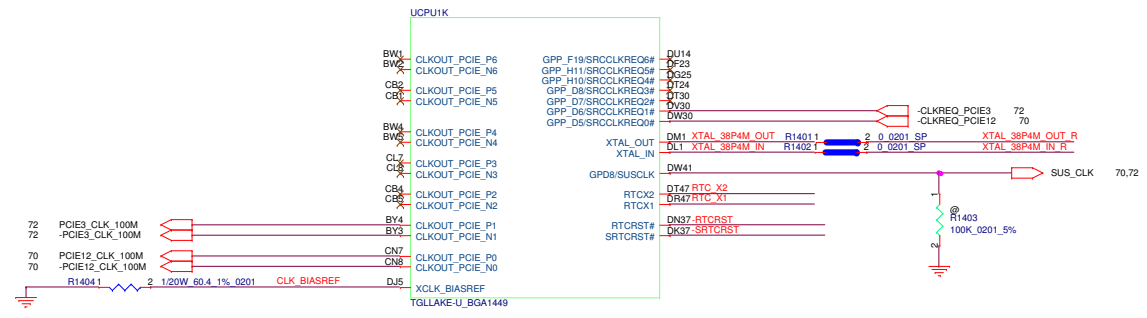 UCPU1K
BW1 CLKOUT_PCIE_P6 GPP_F19/SRCCLKREQ6# DU14
BW2 CLKOUT_PCIE_N6 GPP_H11/SRCCLKREQ5# DF23
GPP_H10/SRCCLKREQ4# DG25
CB2 CLKOUT_PCIE_P5 GPP_D8/SRCCLKREQ3# DT24
CB1 CLKOUT_PCIE_N5 GPP_D7/SRCCLKREQ2# DT30
GPP_D6/SRCCLKREQ1# DV30 -CLKREQ_PCIE3 72
GPP_D5/SRCCLKREQ0# DW30 -CLKREQ_PCIE12 70
BW4 CLKOUT_PCIE_P4
BW5 CLKOUT_PCIE_N4 XTAL_OUT DM1 XTAL_38P4M_OUT R1401 1 2 0_0201_SP XTAL_38P4M_OUT_R
XTAL_IN DL1 XTAL_38P4M_IN R1402 1 2 0_0201_SP XTAL_38P4M_IN_R
CL7 CLKOUT_PCIE_P3
CL8 CLKOUT_PCIE_N3 GPD8/SUSCLK DW41 SUS_CLK 70,72
CB4 CLKOUT_PCIE_P2 RTCX2 DT47 RTC_X2
CB5 CLKOUT_PCIE_N2 RTCX1 DR47 RTC_X1
1
@
R1403
100K_0201_5%
2
72 PCIE3_CLK_100M BY4 CLKOUT_PCIE_P1 RTCRST# DN37 -RTCRST
72 -PCIE3_CLK_100M BY3 CLKOUT_PCIE_N1 SRTCRST# DK37 -SRTCRST
70 PCIE12_CLK_100M CN7 CLKOUT_PCIE_P0
70 -PCIE12_CLK_100M CN8 CLKOUT_PCIE_N0
R1404 1 2 1/20W_60.4_1%_0201 CLK_BIASREF DJ5 XCLK_BIASREF
TGLLAKE-U_BGA1449